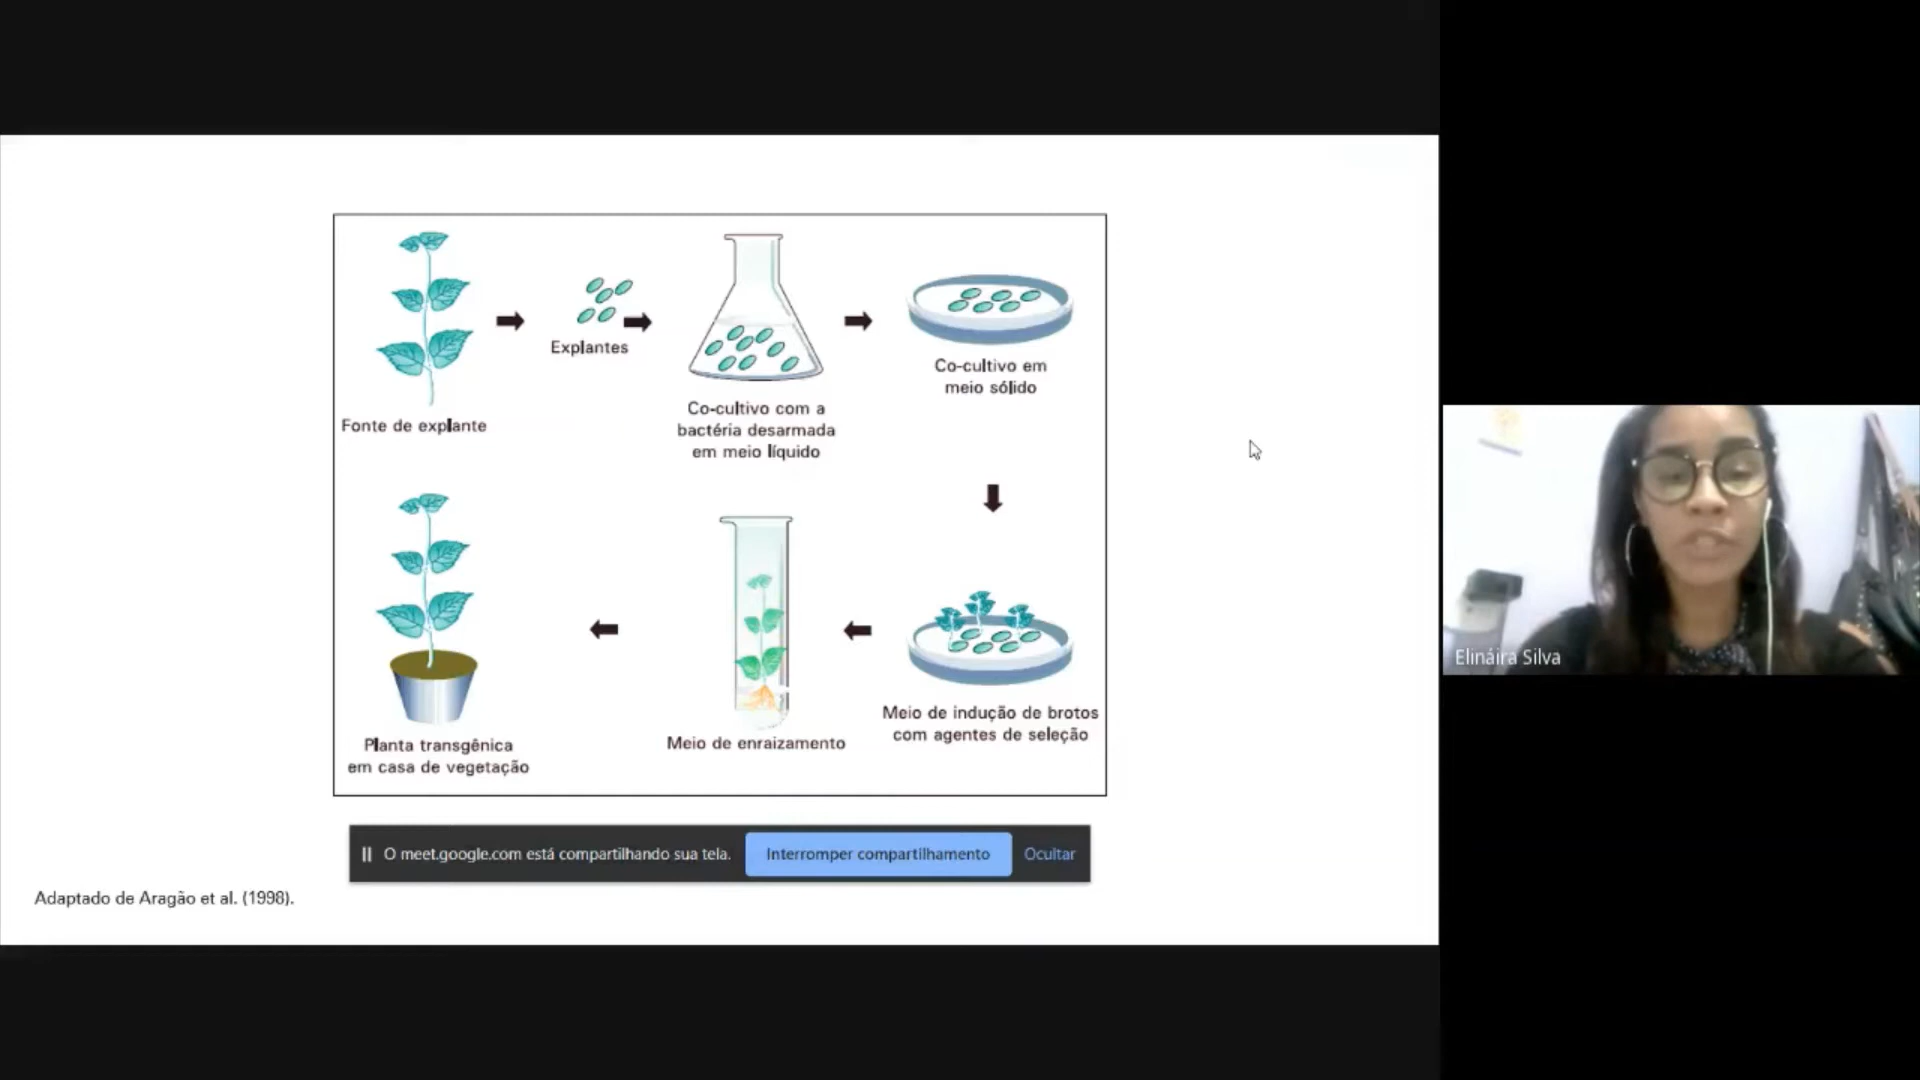 Fonte de explante
Explantes
Co-cultivo com a
bactéria desarmada
em meio líquido
Co-cultivo em
meio sólido
Meio de indução de brotos
com agentes de seleção
Meio de enraizamento
Planta transgênica
em casa de vegetação
O meet.google.com está compartilhando sua tela.
Interromper compartilhamento
Ocultar
Adaptado de Aragão et al. (1998).
Elináira Silva